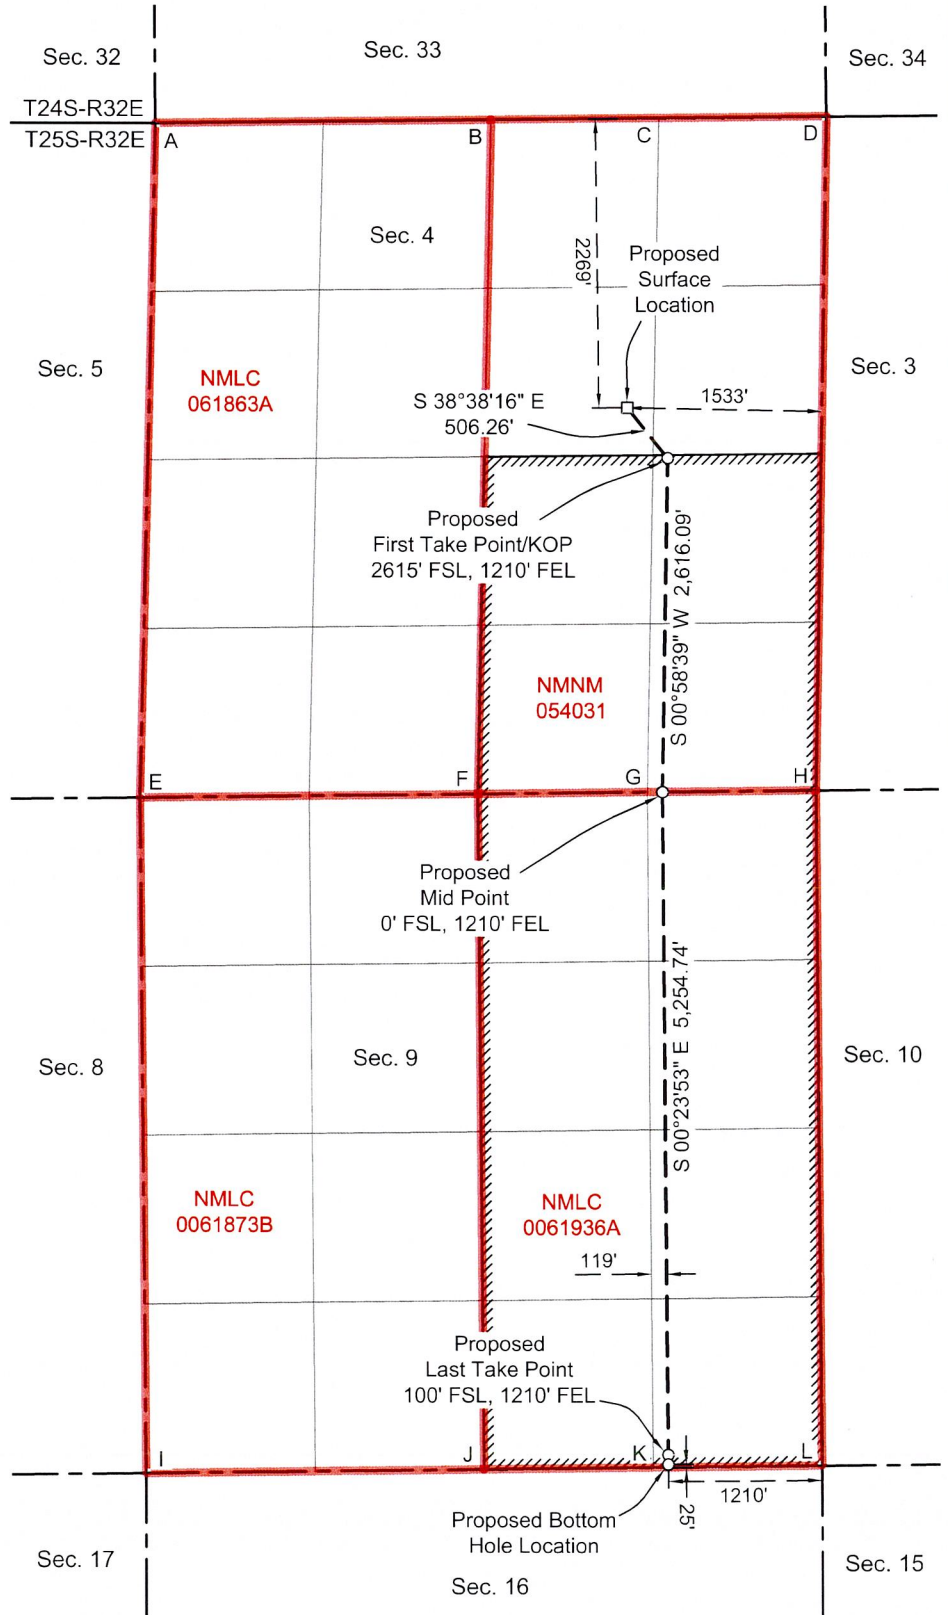 Sec. 32
Sec. 33
Sec. 34
T24S-R32E
T25S-R32E
A
B
C
D
Sec. 4
2269'
Proposed
Surface
Location
Sec. 5
Sec. 3
NMLC
061863A
1533'
S 38°38'16" E
506.26'
Proposed
First Take Point/KOP
2615' FSL, 1210' FEL
S 00°58'39" W 2,616.09'
NMNM
054031
E
F
G
H
Proposed
Mid Point
0' FSL, 1210' FEL
S 00°23'53" E 5,254.74'
Sec. 8
Sec. 9
Sec. 10
NMLC
0061873B
NMLC
0061936A
119'
Proposed
Last Take Point
100' FSL, 1210' FEL
I
J
K
L
1210'
25'
Proposed Bottom
Hole Location
Sec. 17
Sec. 16
Sec. 15